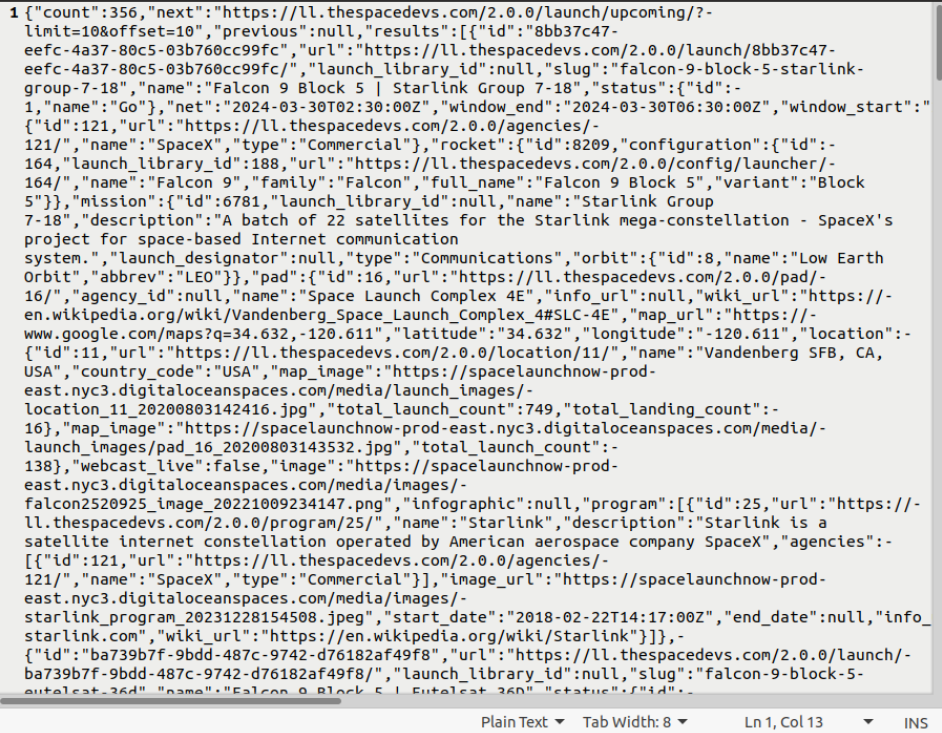 1 {"count":356,"next":"https://ll.thespacedevs.com/2.0.0/launch/upcoming/?-
limit=10&offset=10","previous":null,"results":[{"id":"8bb37c47-
eefc-4a37-80c5-03b760cc99fc","url":"https://ll.thespacedevs.com/2.0.0/launch/8bb37c47-
eefc-4a37-80c5-03b760cc99fc/","launch_library_id":null,"slug":"falcon-9-block-5-starlink-
group-7-18","name":"Falcon 9 Block 5 | Starlink Group 7-18","status":{"id":-
1,"name":"Go"},"net":"2024-03-30T02:30:00Z","window_end":"2024-03-30T06:30:00Z","window_start":"
{"id":121,"url":"https://ll.thespacedevs.com/2.0.0/agencies/-
121/","name":"SpaceX","type":"Commercial"},"rocket":{"id":8209,"configuration":{"id":-
164,"launch_library_id":188,"url":"https://ll.thespacedevs.com/2.0.0/config/launcher/-
164/","name":"Falcon 9","family":"Falcon","full_name":"Falcon 9 Block 5","variant":"Block
5"}},"mission":{"id":6781,"launch_library_id":null,"name":"Starlink Group
7-18","description":"A batch of 22 satellites for the Starlink mega-constellation - SpaceX's
project for space-based Internet communication
system.","launch_designator":null,"type":"Communications","orbit":{"id":8,"name":"Low Earth
Orbit","abbrev":"LEO"}},"pad":{"id":16,"url":"https://ll.thespacedevs.com/2.0.0/pad/-
16/","agency_id":null,"name":"Space Launch Complex 4E","info_url":null,"wiki_url":"https://-
en.wikipedia.org/wiki/Vandenberg_Space_Launch_Complex_4#SLC-4E","map_url":"https://-
www.google.com/maps?q=34.632,-120.611","latitude":"34.632","longitude":"-120.611","location":-
{"id":11,"url":"https://ll.thespacedevs.com/2.0.0/location/11/","name":"Vandenberg SFB, CA,
USA","country_code":"USA","map_image":"https://spacelaunchnow-prod-
east.nyc3.digitaloceanspaces.com/media/launch_images/-
location_11_20200803142416.jpg","total_launch_count":749,"total_landing_count":-
16},"map_image":"https://spacelaunchnow-prod-east.nyc3.digitaloceanspaces.com/media/-
launch_images/pad_16_20200803143532.jpg","total_launch_count":-
138},"webcast_live":false,"image":"https://spacelaunchnow-prod-
east.nyc3.digitaloceanspaces.com/media/images/-
falcon2520925_image_20221009234147.png","infographic":null,"program":[{"id":25,"url":"https://-
ll.thespacedevs.com/2.0.0/program/25/","name":"Starlink","description":"Starlink is a
satellite internet constellation operated by American aerospace company SpaceX","agencies":-
[{"id":121,"url":"https://ll.thespacedevs.com/2.0.0/agencies/-
121/","name":"SpaceX","type":"Commercial"}],"image_url":"https://spacelaunchnow-prod-
east.nyc3.digitaloceanspaces.com/media/images/-
starlink_program_20231228154508.jpeg","start_date":"2018-02-22T14:17:00Z","end_date":null,"info_
starlink.com","wiki_url":"https://en.wikipedia.org/wiki/Starlink"}]},-
{"id":"ba739b7f-9bdd-487c-9742-d76182af49f8","url":"https://ll.thespacedevs.com/2.0.0/launch/-
ba739b7f-9bdd-487c-9742-d76182af49f8/","launch_library_id":null,"slug":"falcon-9-block-5-
eutelsat-36d","name":"Falcon 9 Block 5 | Eutelsat 36D","status":{"id":-
Plain Text Tab Width: 8 Ln 1, Col 13 INS